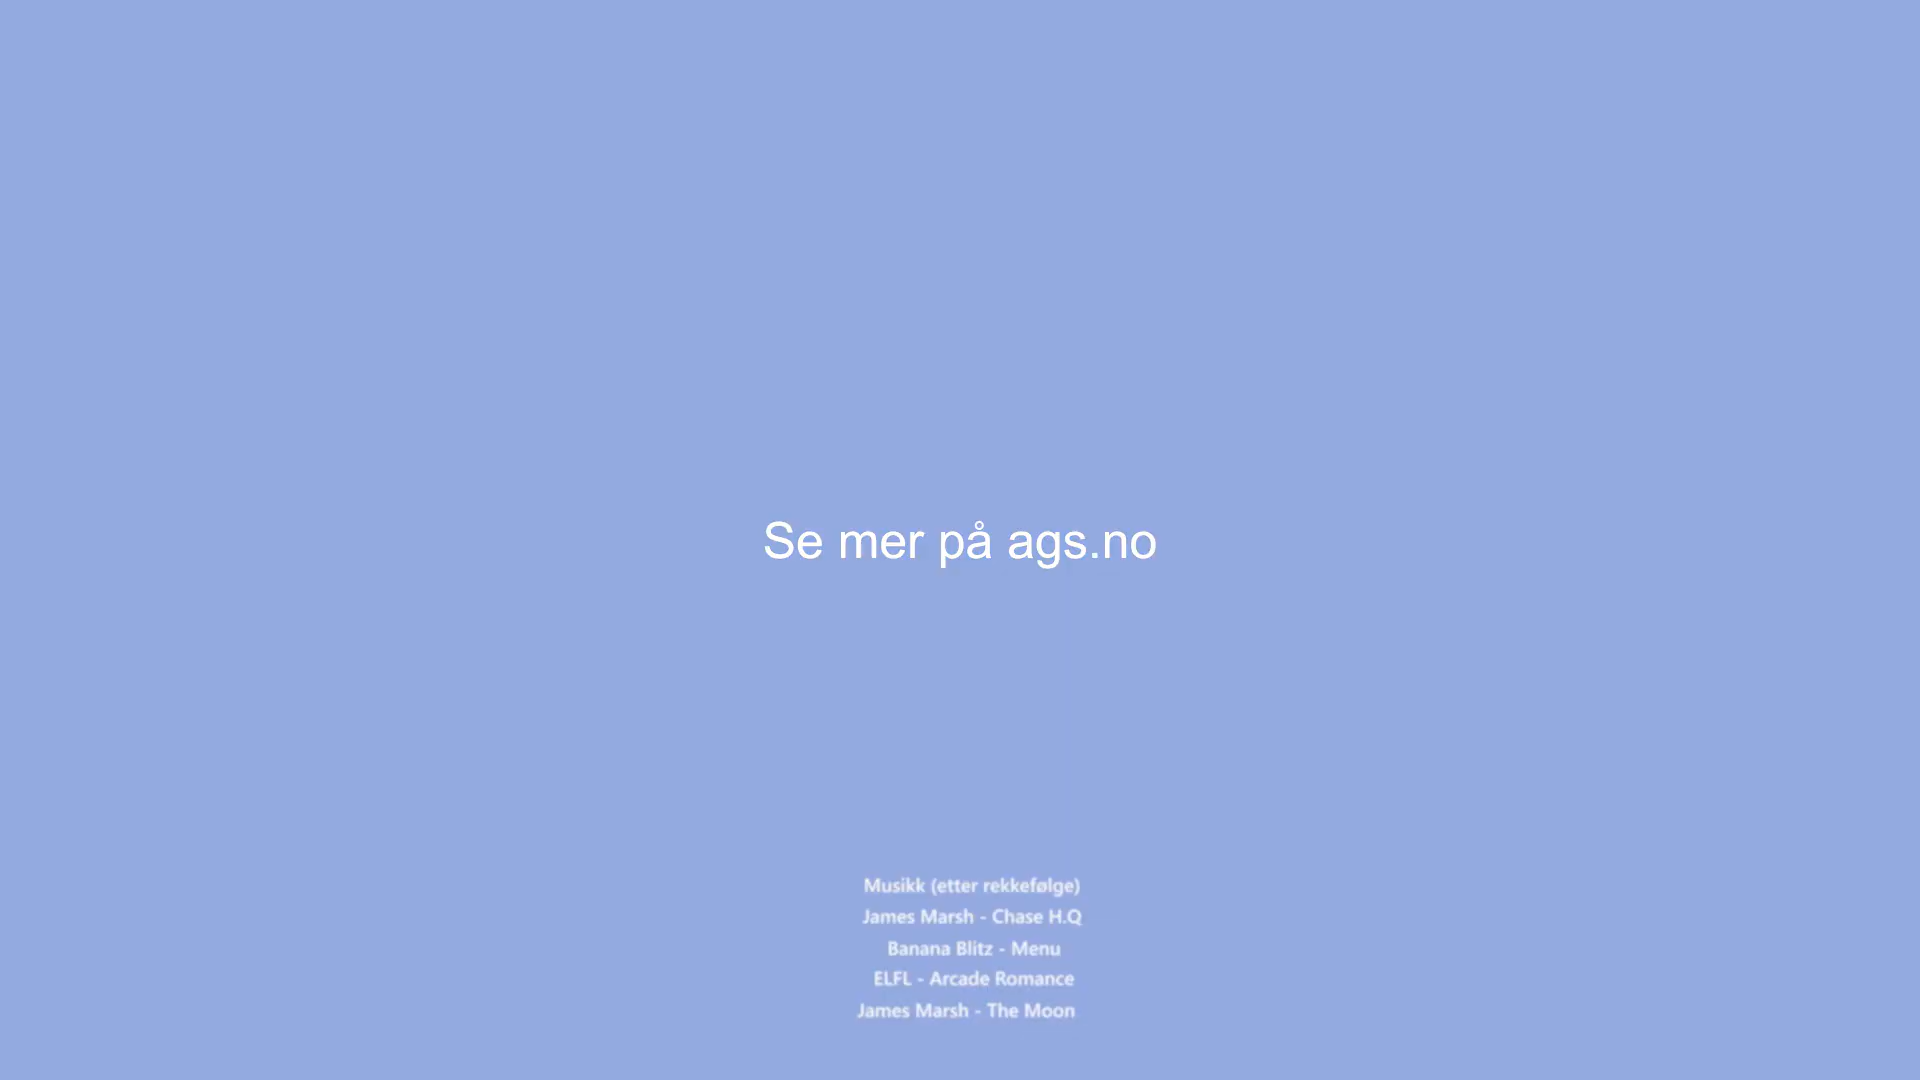 Se mer på ags.no
Musikk (etter rekkefølge)
James Marsh - Chase H.Q
Banana Blitz - Menu
ELFL - Arcade Romance
James Marsh - The Moon